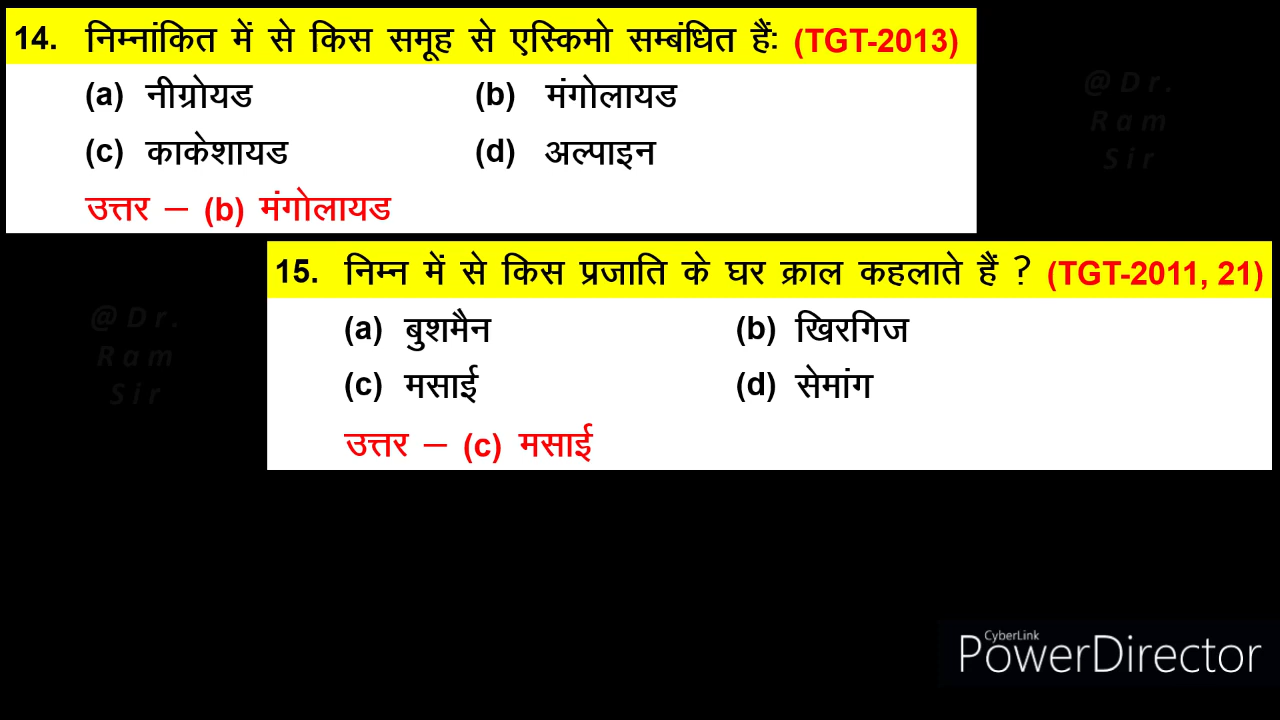 14. निम्नांकित में से किस समूह से एस्किमो सम्बंधित हैं: (TGT-2013)
(a) नीग्रोयड (b) मंगोलायड
(c) काकेशायड (d) अल्पाइन
उत्तर – (b) मंगोलायड
@Dr.
Ram
Sir
15. निम्न में से किस प्रजाति के घर क्राल कहलाते हैं ? (TGT-2011, 21)
(a) बुशमैन (b) खिरगिज
(c) मसाई (d) सेमांग
उत्तर – (c) मसाई
@Dr.
Ram
Sir
CyberLink
PowerDirector